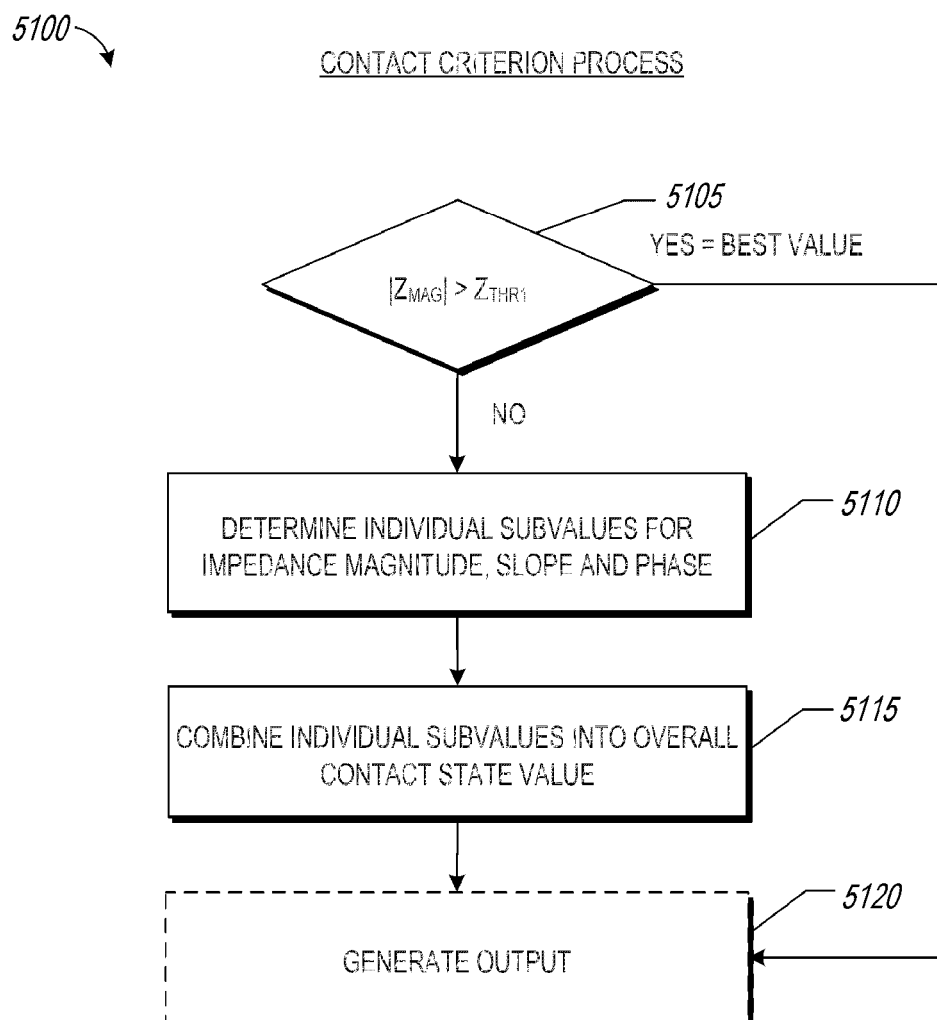 5100
CONTACT CRITERION PROCESS
5105
YES = BEST VALUE
|ZMAG| > ZTHR1
NO
5110
DETERMINE INDIVIDUAL SUBVALUES FOR
IMPEDANCE MAGNITUDE, SLOPE AND PHASE
5115
COMBINE INDIVIDUAL SUBVALUES INTO OVERALL
CONTACT STATE VALUE
5120
GENERATE OUTPUT